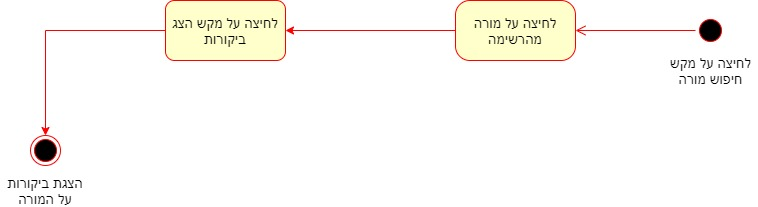 לחיצה על מקש
חיפוש מורה
לחיצה על מורה
מהרשימה
לחיצה על מקש הצג
ביקורות
הצגת ביקורות
על המורה